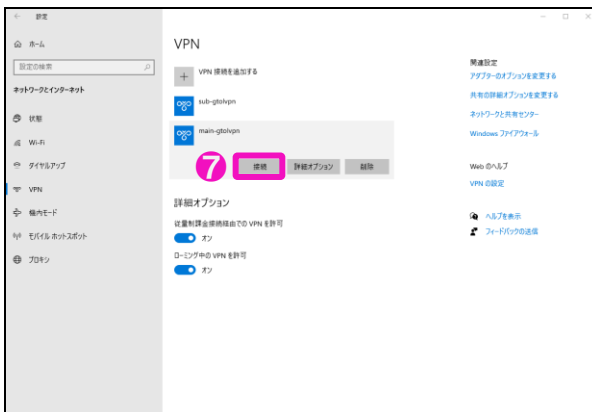 設定
ホーム
設定の検索
ネットワークとインターネット
状態
Wi-Fi
ダイヤルアップ
VPN
機内モード
モバイル ホットスポット
プロキシ
VPN
VPN 接続を追加する
sub-gtolvpn
main-gtolvpn
7 接続 詳細オプション 削除
詳細オプション
従量制課金接続経由での VPN を許可
オン
ローミング中の VPN を許可
オン
関連設定
アダプターのオプションを変更する
共有の詳細オプションを変更する
ネットワークと共有センター
Windows ファイアウォール
Web のヘルプ
VPN の設定
ヘルプを表示
フィードバックの送信